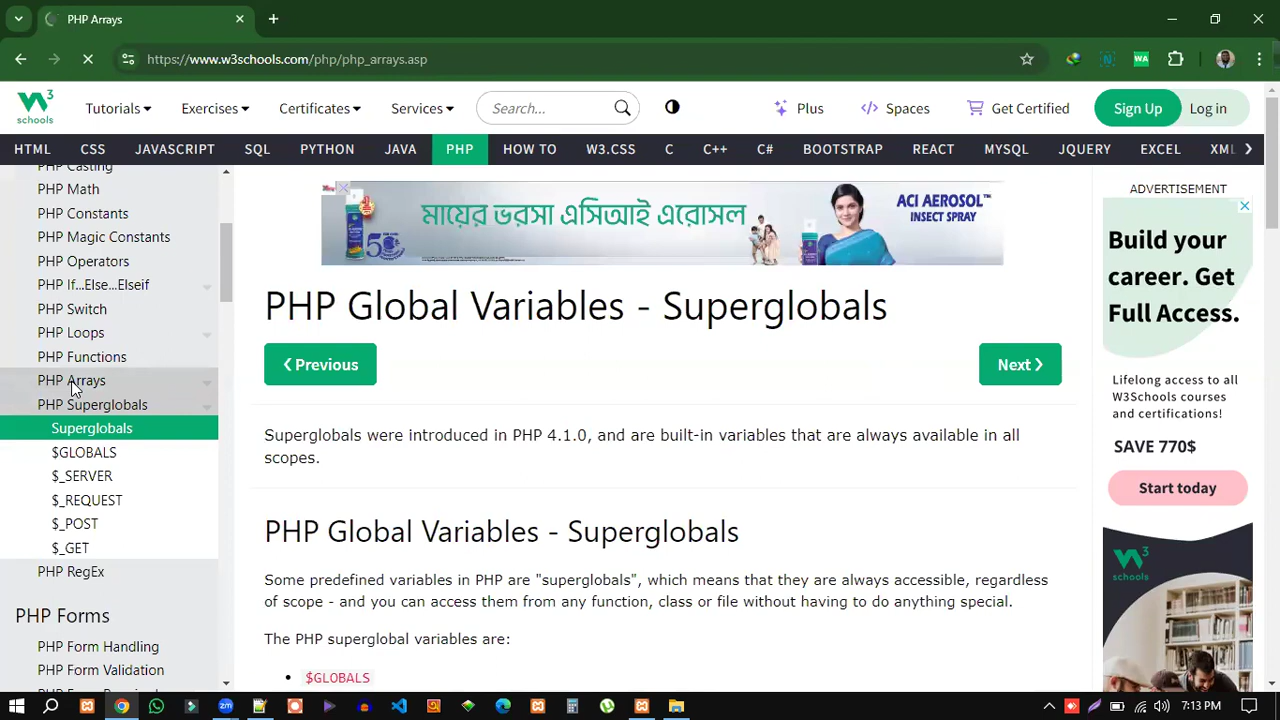 PHP Arrays
https://www.w3schools.com/php/php_arrays.asp
WA
W3
schools
Tutorials
Exercises
Certificates
Services
Search...
Plus
Spaces
Get Certified
Sign Up
Log in
HTML
CSS
JAVASCRIPT
SQL
PYTHON
JAVA
PHP
HOW TO
W3.CSS
C
C++
C#
BOOTSTRAP
REACT
MYSQL
JQUERY
EXCEL
XML
PHP Casting
PHP Math
PHP Constants
PHP Magic Constants
PHP Operators
PHP If...Else...Elseif
PHP Switch
PHP Loops
PHP Functions
PHP Arrays
PHP Superglobals
Superglobals
$GLOBALS
$_SERVER
$_REQUEST
$_POST
$_GET
PHP RegEx
PHP Forms
PHP Form Handling
PHP Form Validation
মায়ের ভরসা এসিআই এরোসল
ACI AEROSOL™
INSECT SPRAY
50
PHP Global Variables - Superglobals
❮ Previous
Next ❯
Superglobals were introduced in PHP 4.1.0, and are built-in variables that are always available in all
scopes.
PHP Global Variables - Superglobals
Some predefined variables in PHP are "superglobals", which means that they are always accessible, regardless
of scope - and you can access them from any function, class or file without having to do anything special.
The PHP superglobal variables are:
• $GLOBALS
ADVERTISEMENT
Build your
career. Get
Full Access.
Lifelong access to all
W3Schools courses
and certifications!
SAVE 770$
Start today
W3
schools
7:13 PM